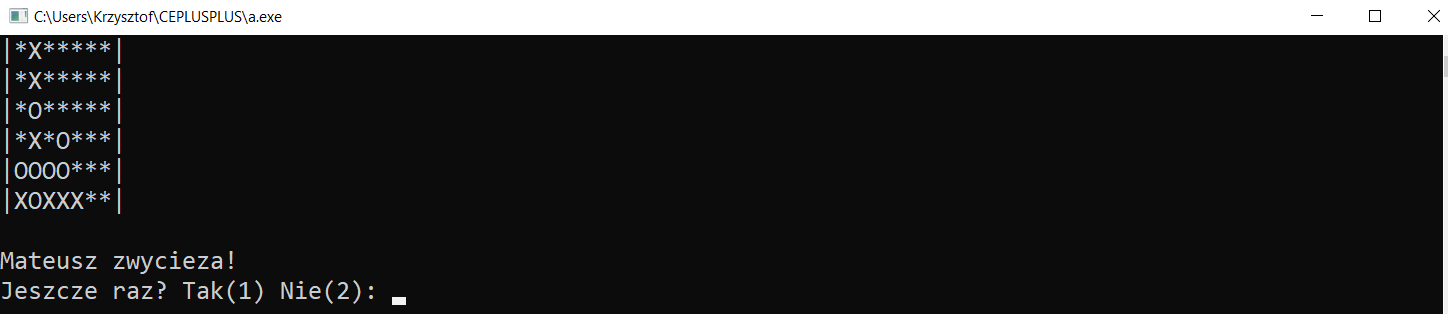 C:\Users\Krzysztof\CEPLUSPLUS\a.exe
|*X*****|
|*X*****|
|*O*****|
|*X*O***|
|OOOO***|
|XOXXX**|
Mateusz zwycieza!
Jeszcze raz? Tak(1) Nie(2):